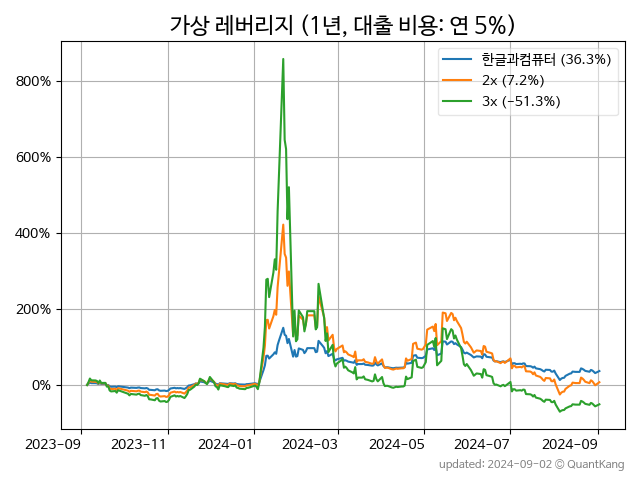 가상 레버리지 (1년, 대출 비용: 연 5%)
한글과컴퓨터 (36.3%)
2x (7.2%)
3x (-51.3%)
800%
600%
400%
200%
0%
2023-09 2023-11 2024-01 2024-03 2024-05 2024-07 2024-09
updated: 2024-09-02 © QuantKang